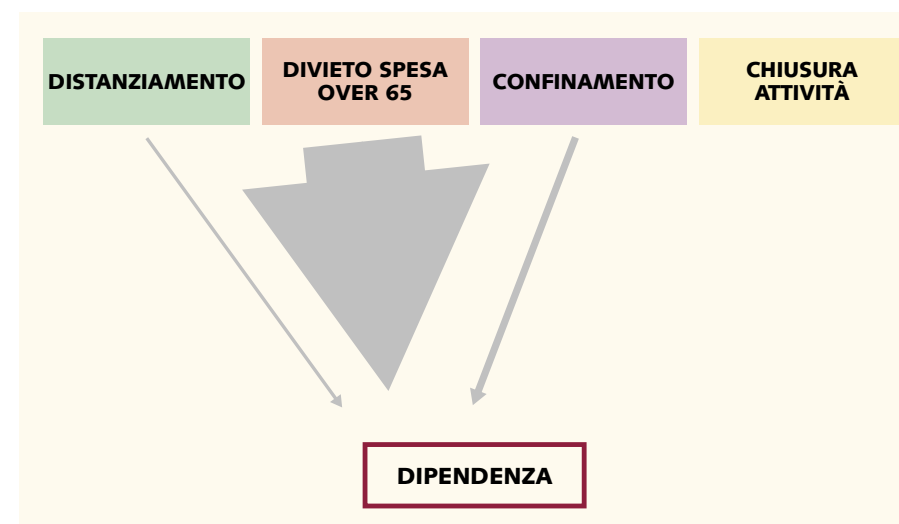 DISTANZIAMENTO
DIVIETO SPESA
OVER 65
CONFINAMENTO
CHIUSURA
ATTIVITÀ
DIPENDENZA